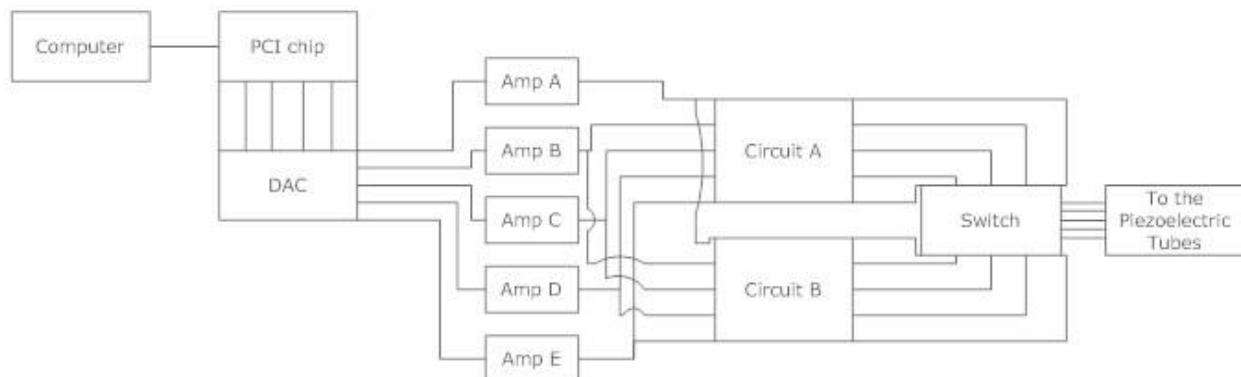 Computer
PCI chip
DAC
Amp A
Amp B
Amp C
Amp D
Amp E
Circuit A
Circuit B
Switch
To the
Piezoelectric
Tubes